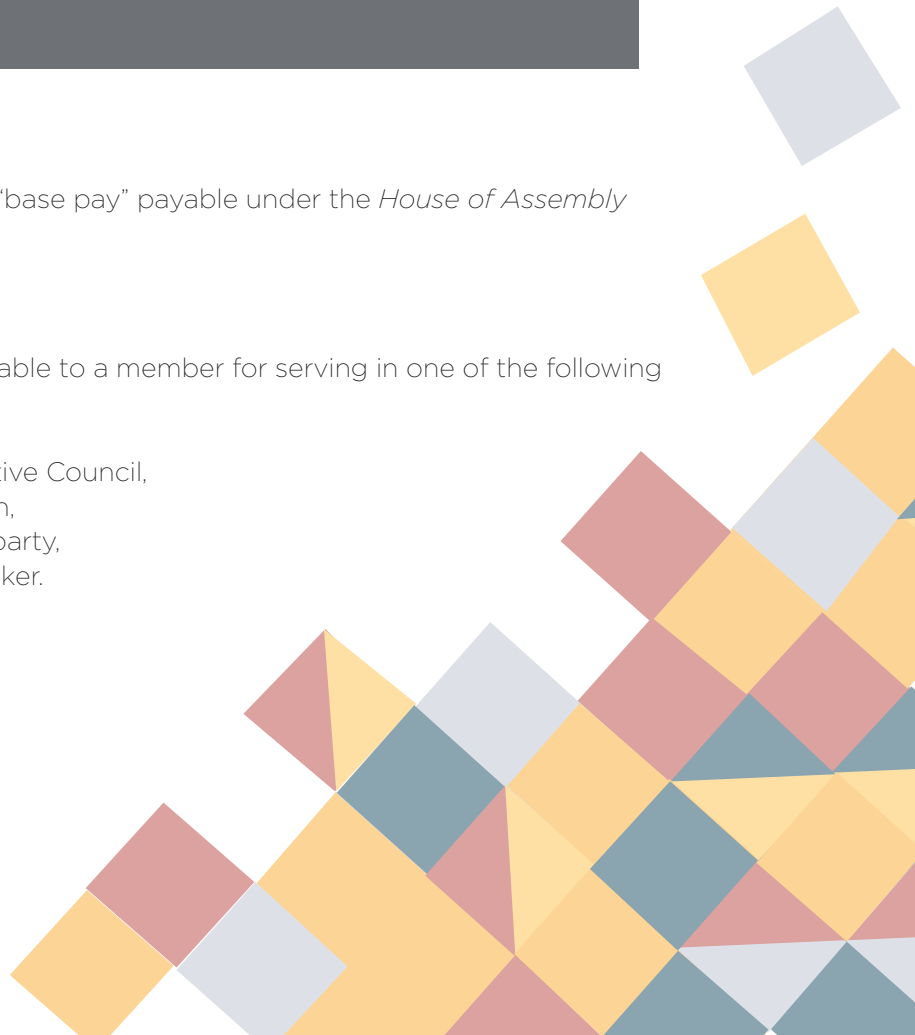 “base pay” payable under the House of Assembly
able to a member for serving in one of the following
tive Council,
n,
party,
ker.